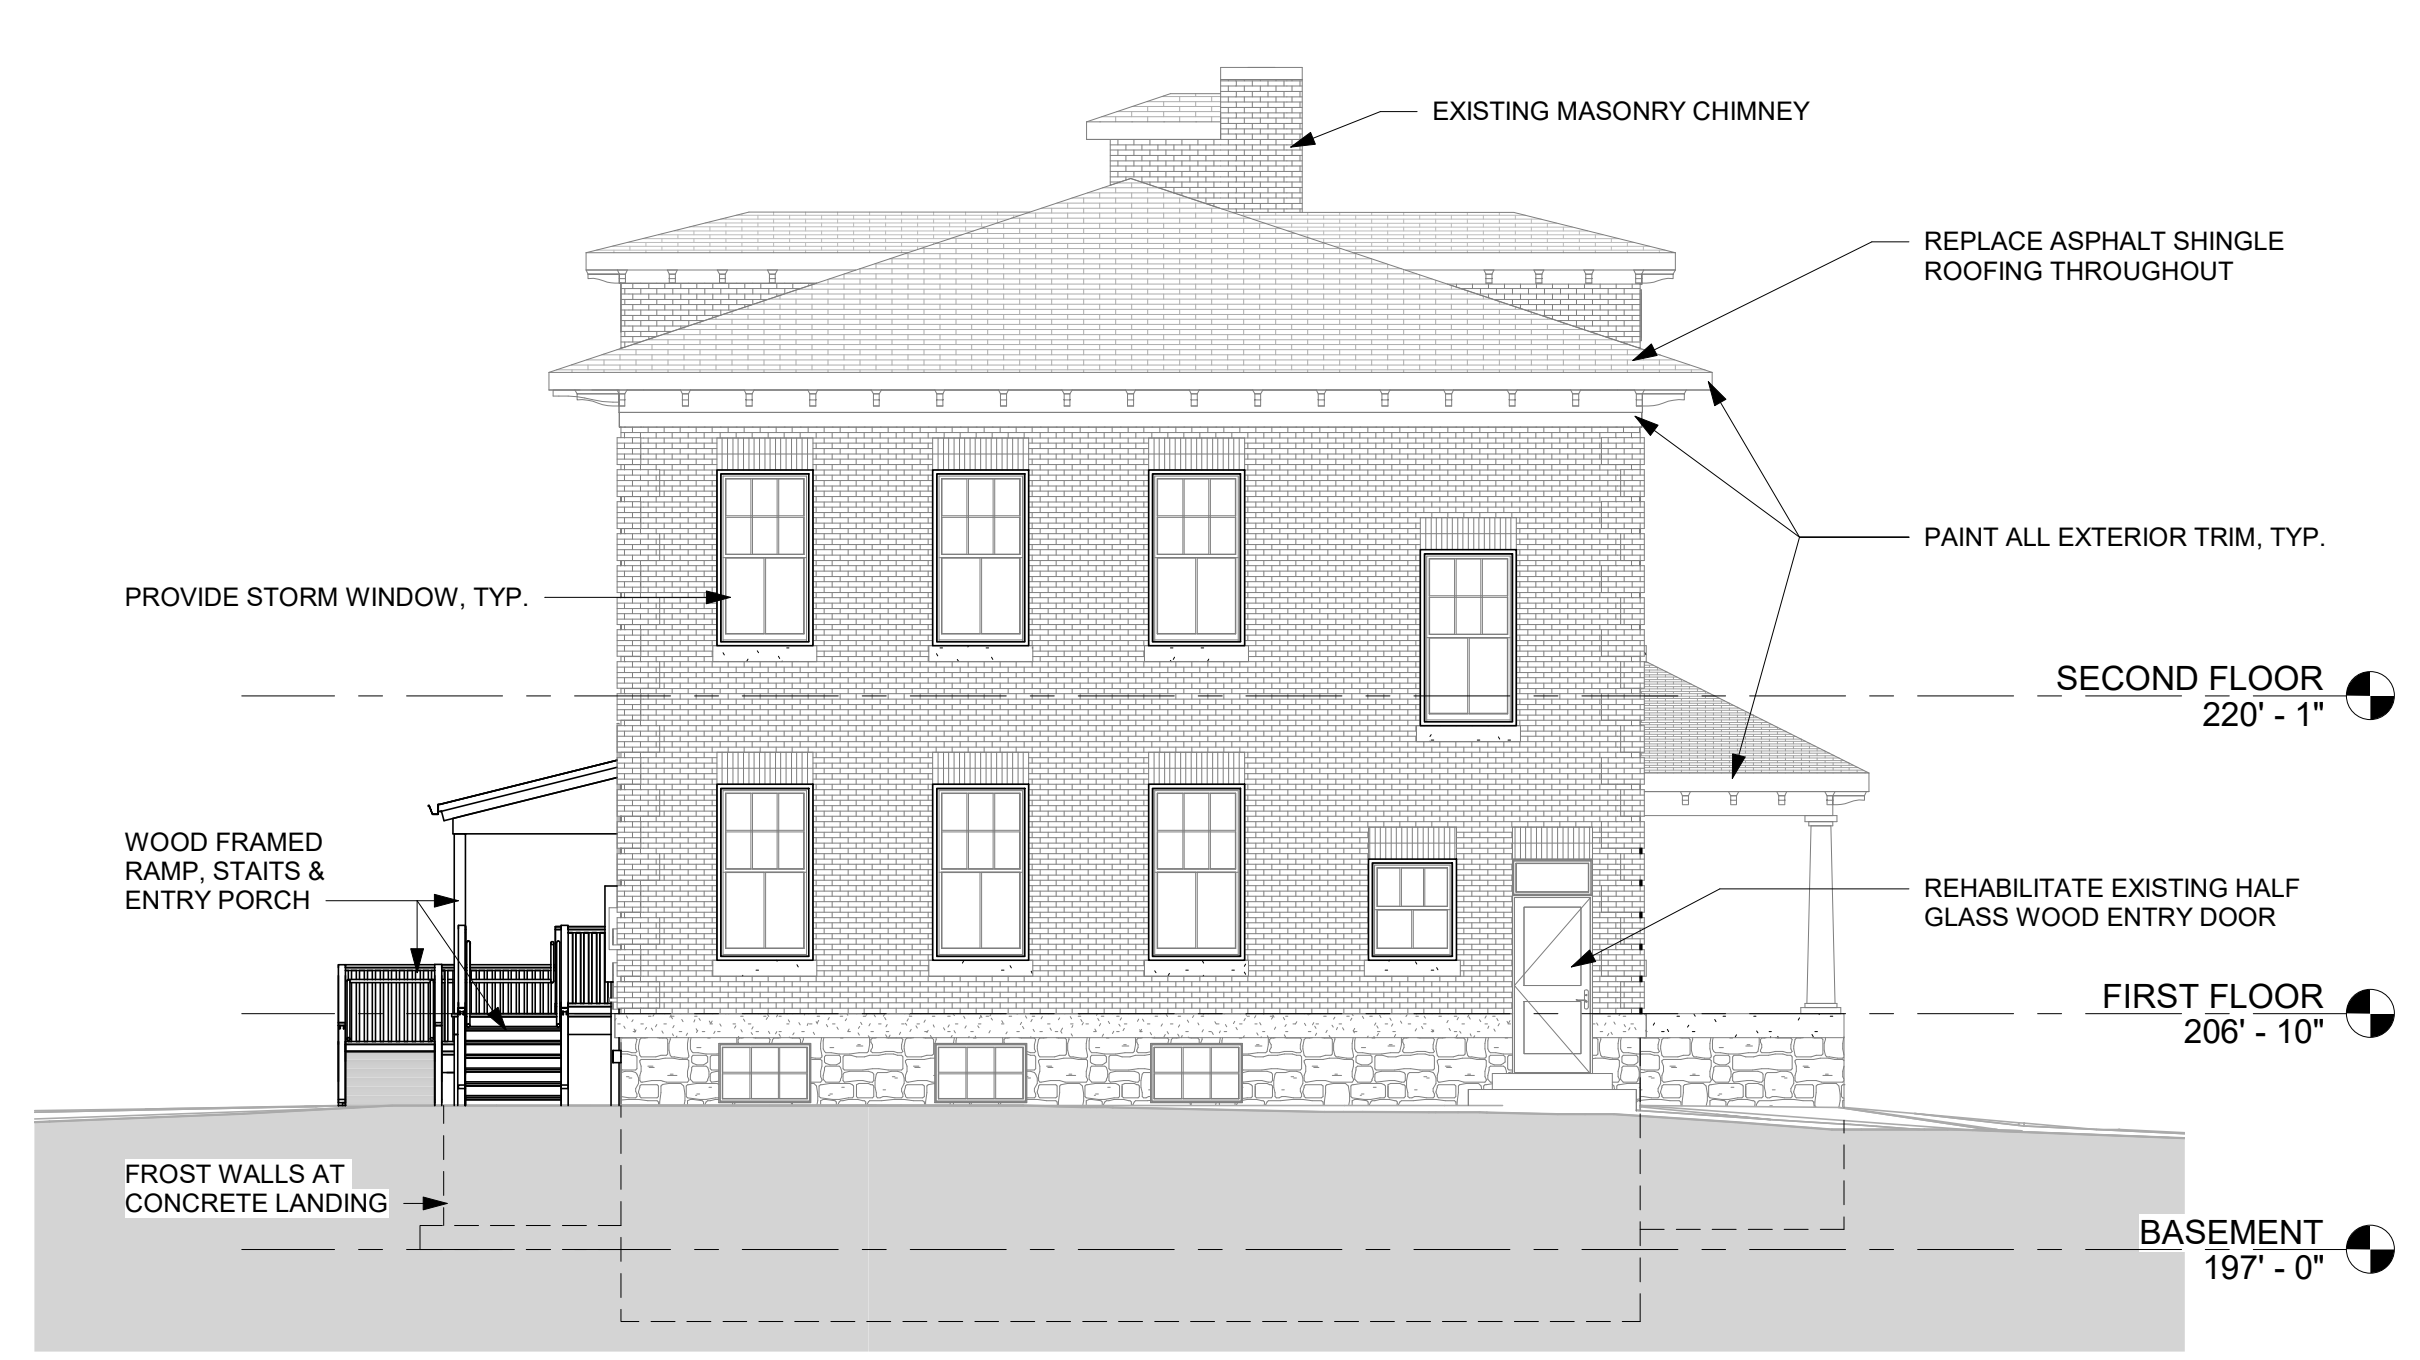 EXISTING MASONRY CHIMNEY
REPLACE ASPHALT SHINGLE
ROOFING THROUGHOUT
PAINT ALL EXTERIOR TRIM, TYP.
PROVIDE STORM WINDOW, TYP.
SECOND FLOOR
220' - 1"
WOOD FRAMED
RAMP, STAITS &
ENTRY PORCH
REHABILITATE EXISTING HALF
GLASS WOOD ENTRY DOOR
FIRST FLOOR
206' - 10"
FROST WALLS AT
CONCRETE LANDING
BASEMENT
197' - 0"